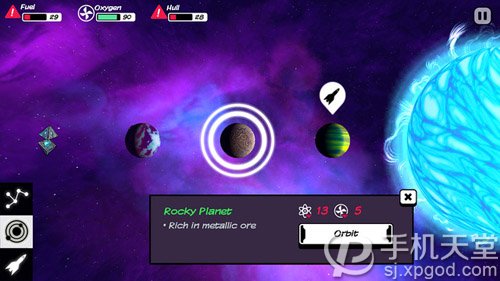 Fuel Oxygen Hull
29 90 28
Rocky Planet 13 5
• Rich in metallic ore
Orbit
手机天堂
sj.xpgod.com